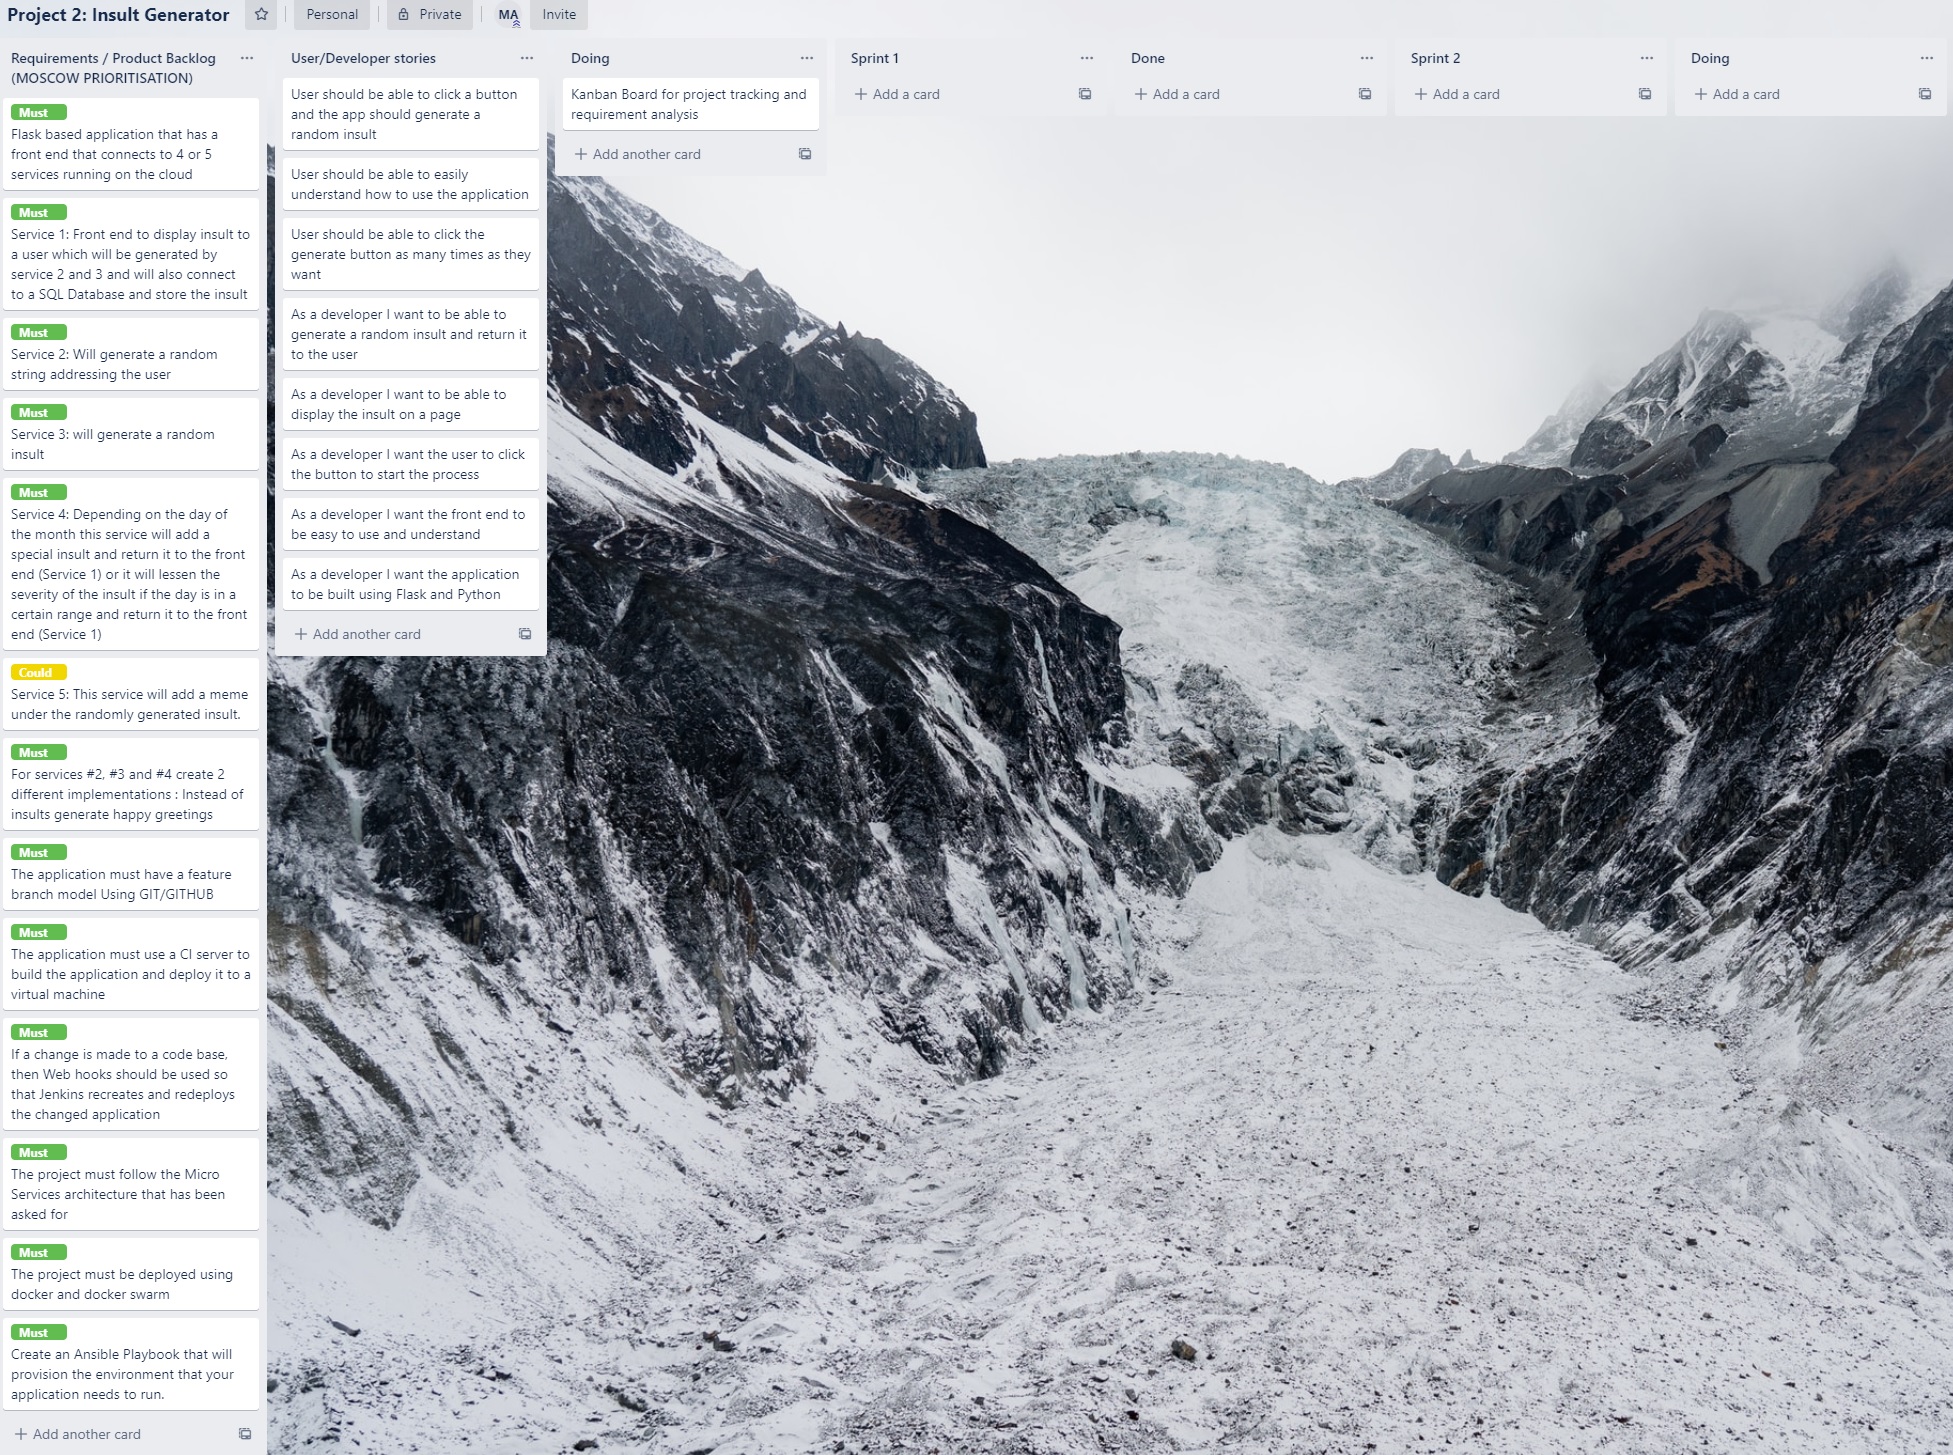 Project 2: Insult Generator
Personal
Private
MA
Invite
Requirements / Product Backlog
(MOSCOW PRIORITISATION)
Must
Flask based application that has a
front end that connects to 4 or 5
services running on the cloud
Must
Service 1: Front end to display insult to
a user which will be generated by
service 2 and 3 and will also connect
to a SQL Database and store the insult
Must
Service 2: Will generate a random
string addressing the user
Must
Service 3: will generate a random
insult
Must
Service 4: Depending on the day of
the month this service will add a
special insult and return it to the front
end (Service 1) or it will lessen the
severity of the insult if the day is in a
certain range and return it to the front
end (Service 1)
Could
Service 5: This service will add a meme
under the randomly generated insult.
Must
For services #2, #3 and #4 create 2
different implementations : Instead of
insults generate happy greetings
Must
The application must have a feature
branch model Using GIT/GITHUB
Must
The application must use a CI server to
build the application and deploy it to a
virtual machine
Must
If a change is made to a code base,
then Web hooks should be used so
that Jenkins recreates and redeploys
the changed application
Must
The project must follow the Micro
Services architecture that has been
asked for
Must
The project must be deployed using
docker and docker swarm
Must
Create an Ansible Playbook that will
provision the environment that your
application needs to run.
+ Add another card
User/Developer stories
User should be able to click a button
and the app should generate a
random insult
User should be able to easily
understand how to use the application
User should be able to click the
generate button as many times as they
want
As a developer I want to be able to
generate a random insult and return it
to the user
As a developer I want to be able to
display the insult on a page
As a developer I want the user to click
the button to start the process
As a developer I want the front end to
be easy to use and understand
As a developer I want the application
to be built using Flask and Python
+ Add another card
Doing
Kanban Board for project tracking and
requirement analysis
+ Add another card
Sprint 1
+ Add a card
Done
+ Add a card
Sprint 2
+ Add a card
Doing
+ Add a card